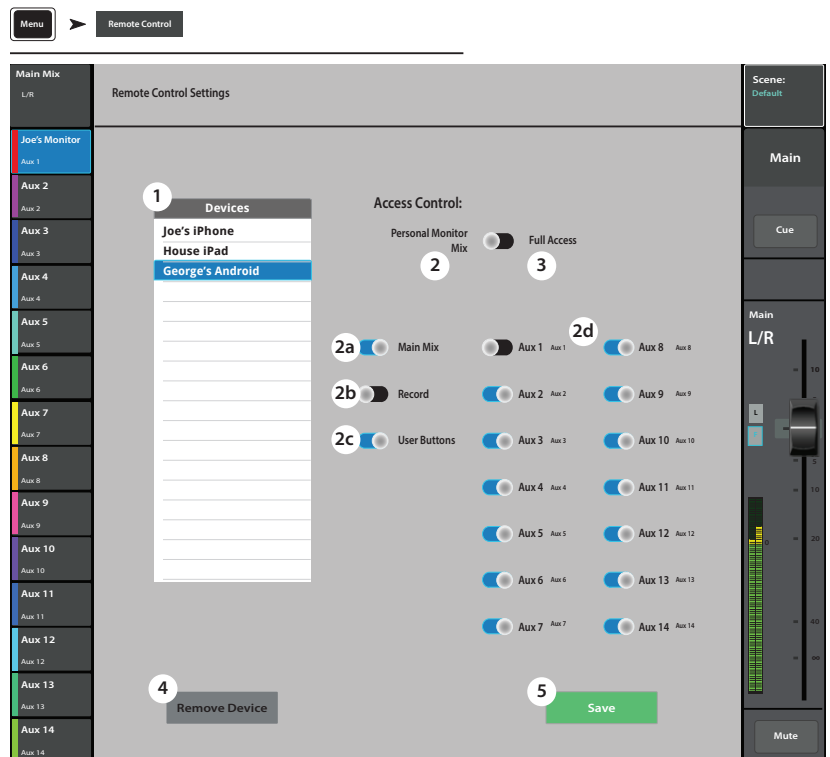 Menu
Remote Control
Main Mix
L/R
Joe's Monitor
Aux 1
Aux 2
Aux 2
Aux 3
Aux 3
Aux 4
Aux 4
Aux 5
Aux 5
Aux 6
Aux 6
Aux 7
Aux 7
Aux 8
Aux 8
Aux 9
Aux 9
Aux 10
Aux 10
Aux 11
Aux 11
Aux 12
Aux 12
Aux 13
Aux 13
Aux 14
Aux 14
Remote Control Settings
1
Devices
Joe's iPhone
House iPad
George's Android
Access Control:
Personal Monitor
Mix
Full Access
2
3
2a
Main Mix
2b
Record
2c
User Buttons
2d
Aux 1 Aux 1
Aux 2 Aux 2
Aux 3 Aux 3
Aux 4 Aux 4
Aux 5 Aux 5
Aux 6 Aux 6
Aux 7 Aux 7
Aux 8 Aux 8
Aux 9 Aux 9
Aux 10 Aux 10
Aux 11 Aux 11
Aux 12 Aux 12
Aux 13 Aux 13
Aux 14 Aux 14
4
Remove Device
5
Save
Scene:
Default
Main
Cue
Main
L/R
10
L
5
10
0
20
40
∞
Mute